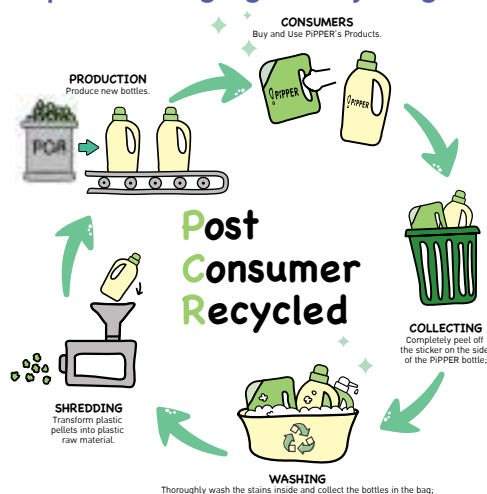 CONSUMERS
Buy and Use PiPPER's Products.
PRODUCTION
Produce new bottles.
PiPPER
PiPPER
PCR
Post
Consumer
Recycled
COLLECTING
Completely peel off
the sticker on the side
of the PiPPER bottle;
SHREDDING
Transform plastic
pellets into plastic
raw material.
WASHING
Thoroughly wash the stains inside and collect the bottles in the bag;